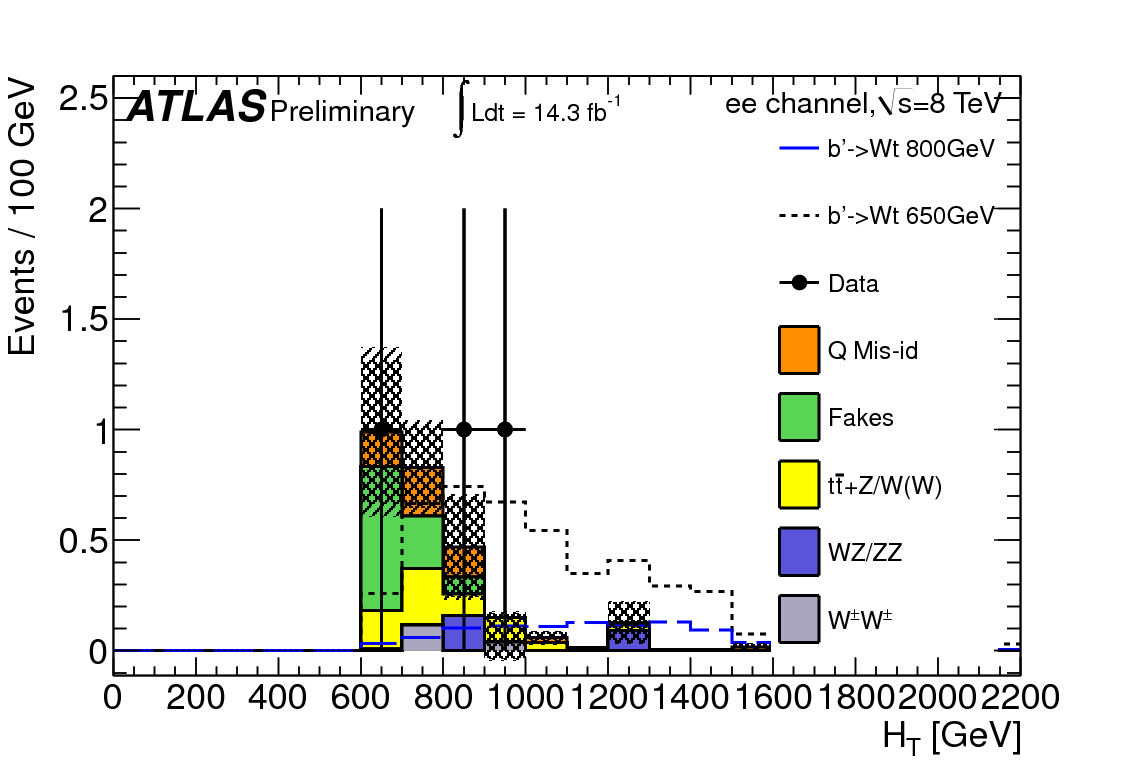 Events / 100 GeV
2.5
2
1.5
1
0.5
0
ATLAS Preliminary
∫ Ldt = 14.3 fb⁻¹
ee channel, √s=8 TeV
b'->Wt 800GeV
b'->Wt 650GeV
Data
Q Mis-id
Fakes
tt̄+Z/W(W)
WZ/ZZ
W±W±
0 200 400 600 800 1000 1200 1400 1600 1800 2000 2200
H_T [GeV]